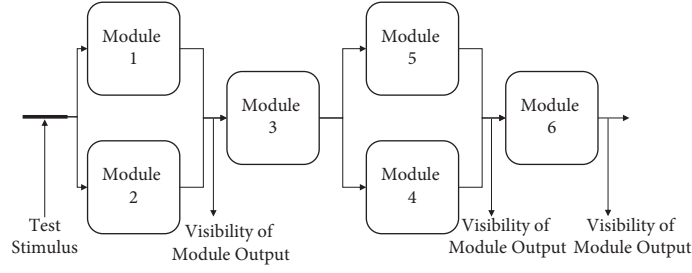 Module
1
Module
5
Module
3
Module
6
Module
2
Module
4
Test
Stimulus
Visibility of
Module Output
Visibility of
Module Output
Visibility of
Module Output